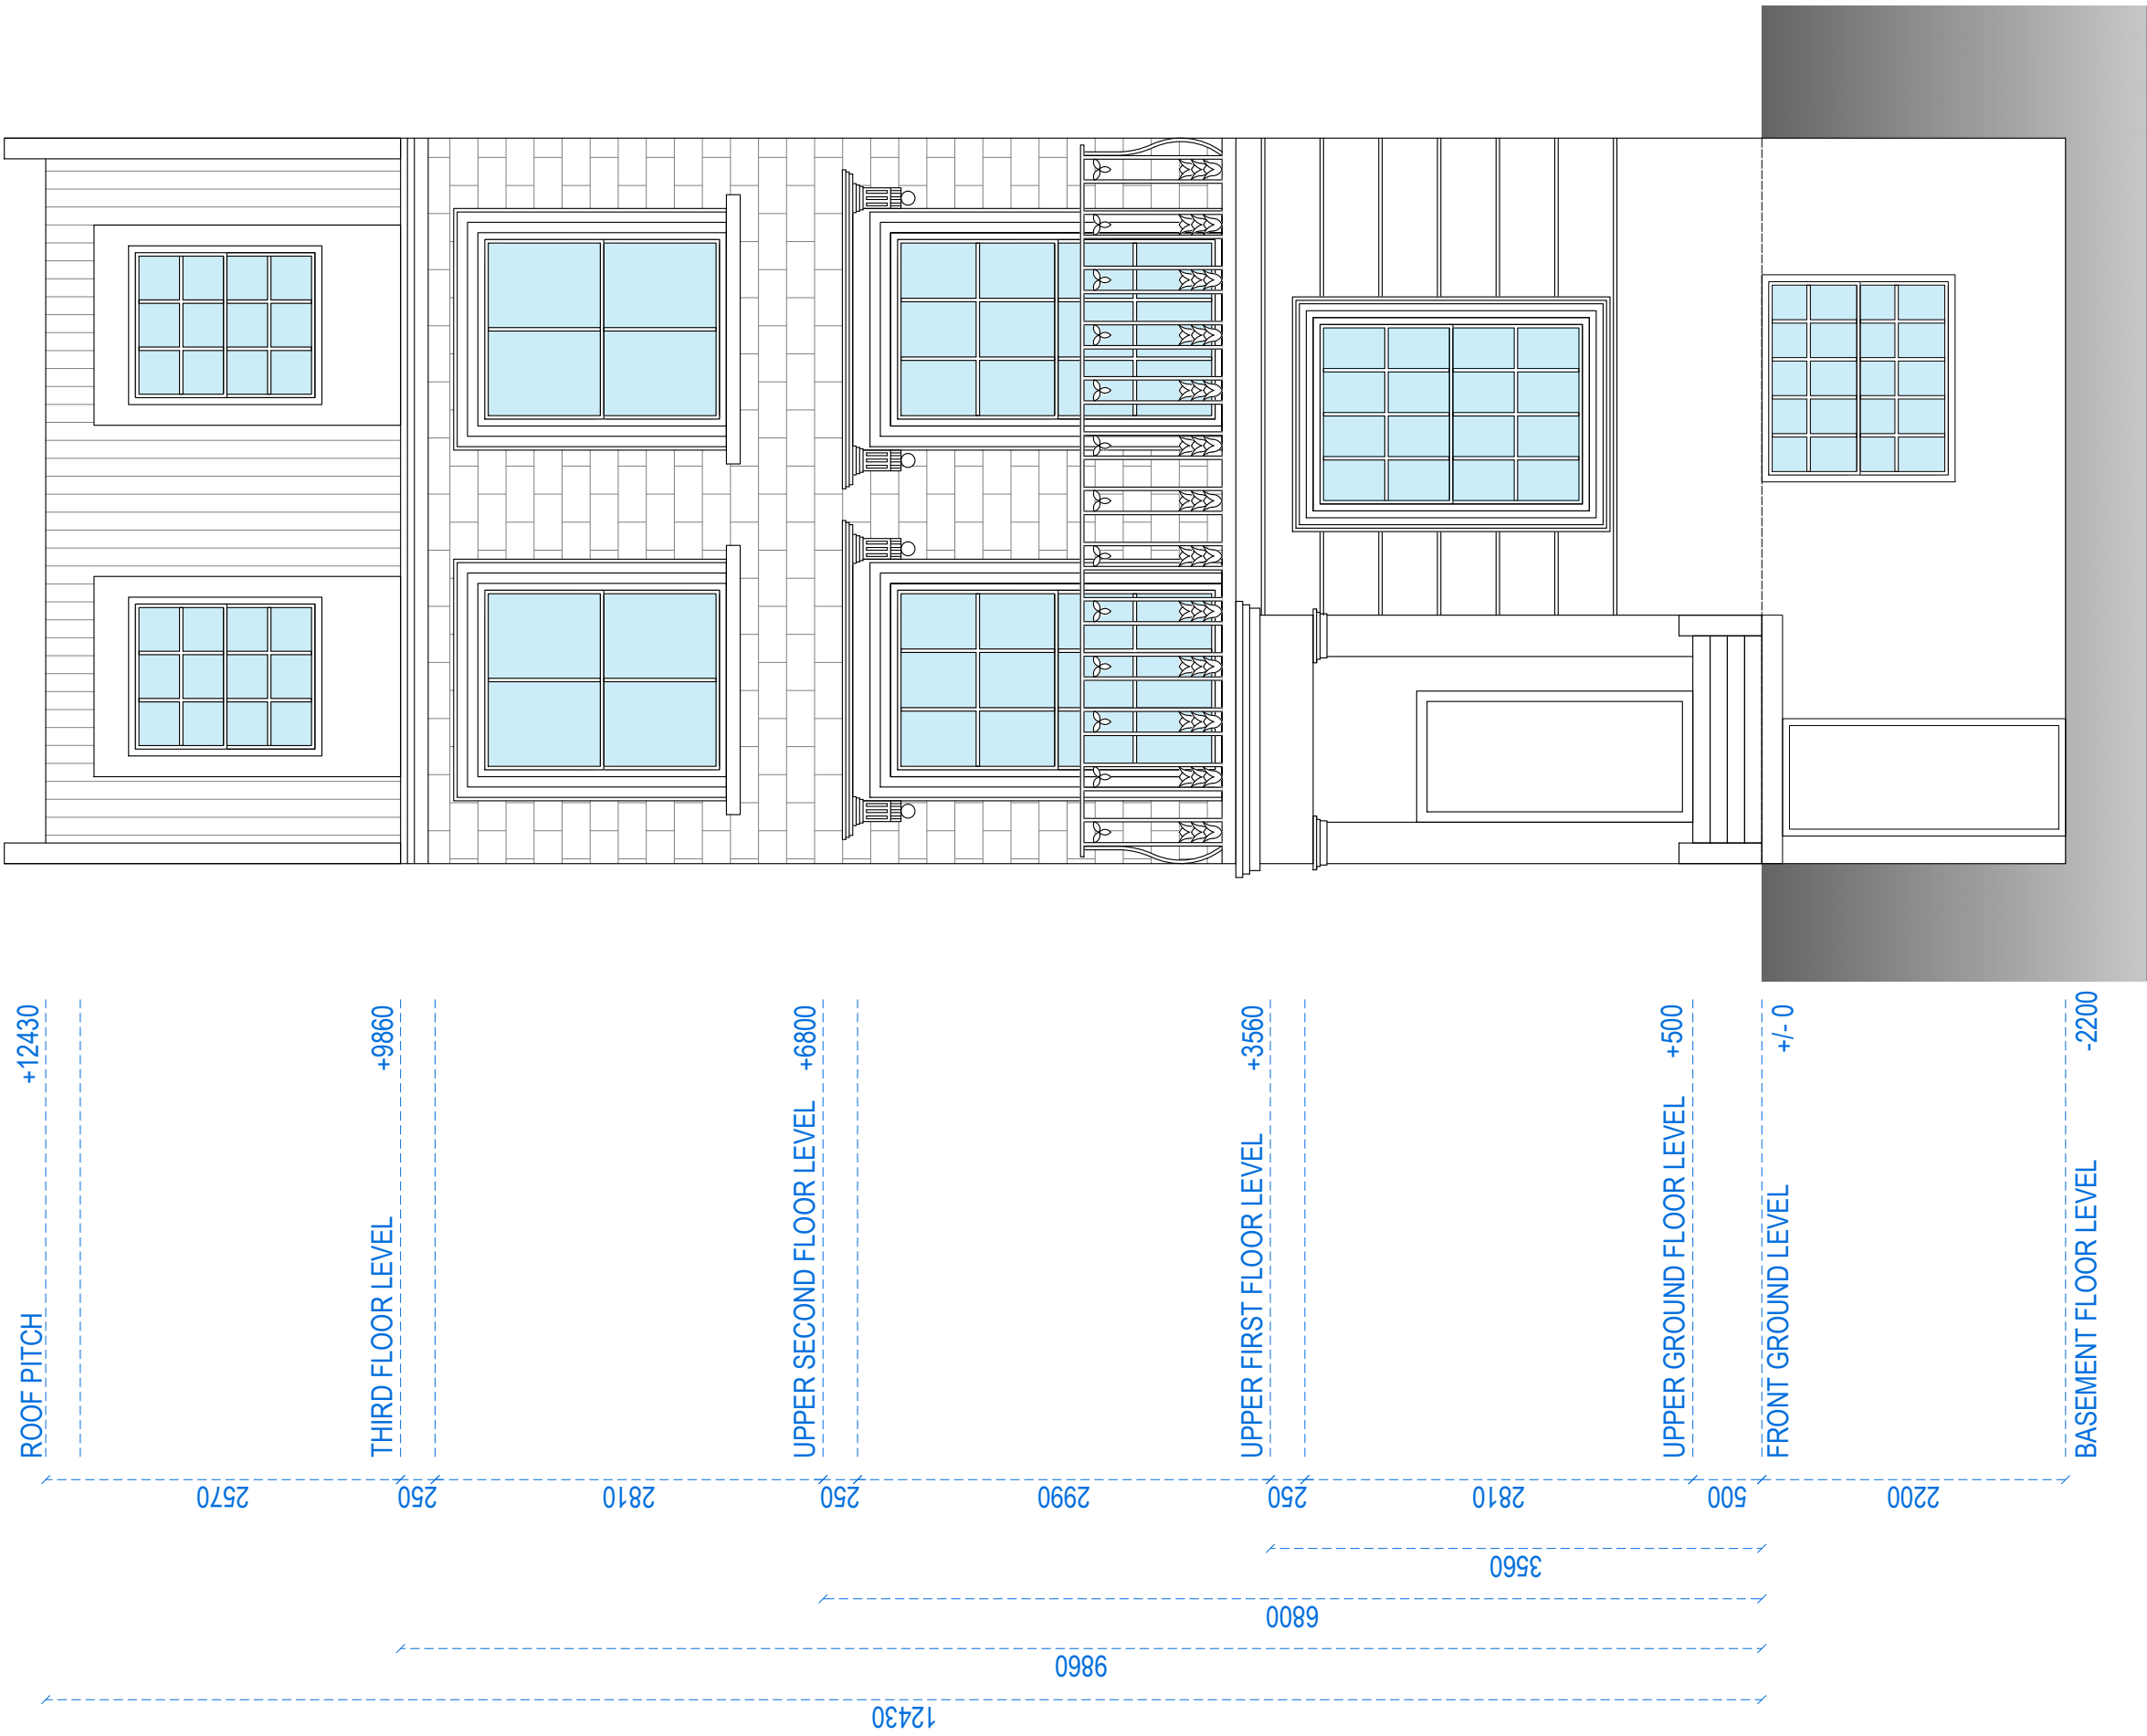 ROOF PITCH +12430
THIRD FLOOR LEVEL +9860
UPPER SECOND FLOOR LEVEL +6800
UPPER FIRST FLOOR LEVEL +3560
UPPER GROUND FLOOR LEVEL +500
FRONT GROUND LEVEL +/- 0
BASEMENT FLOOR LEVEL -2200
2570
250
2810
250
2990
250
2810
500
2200
3560
6800
9860
12430